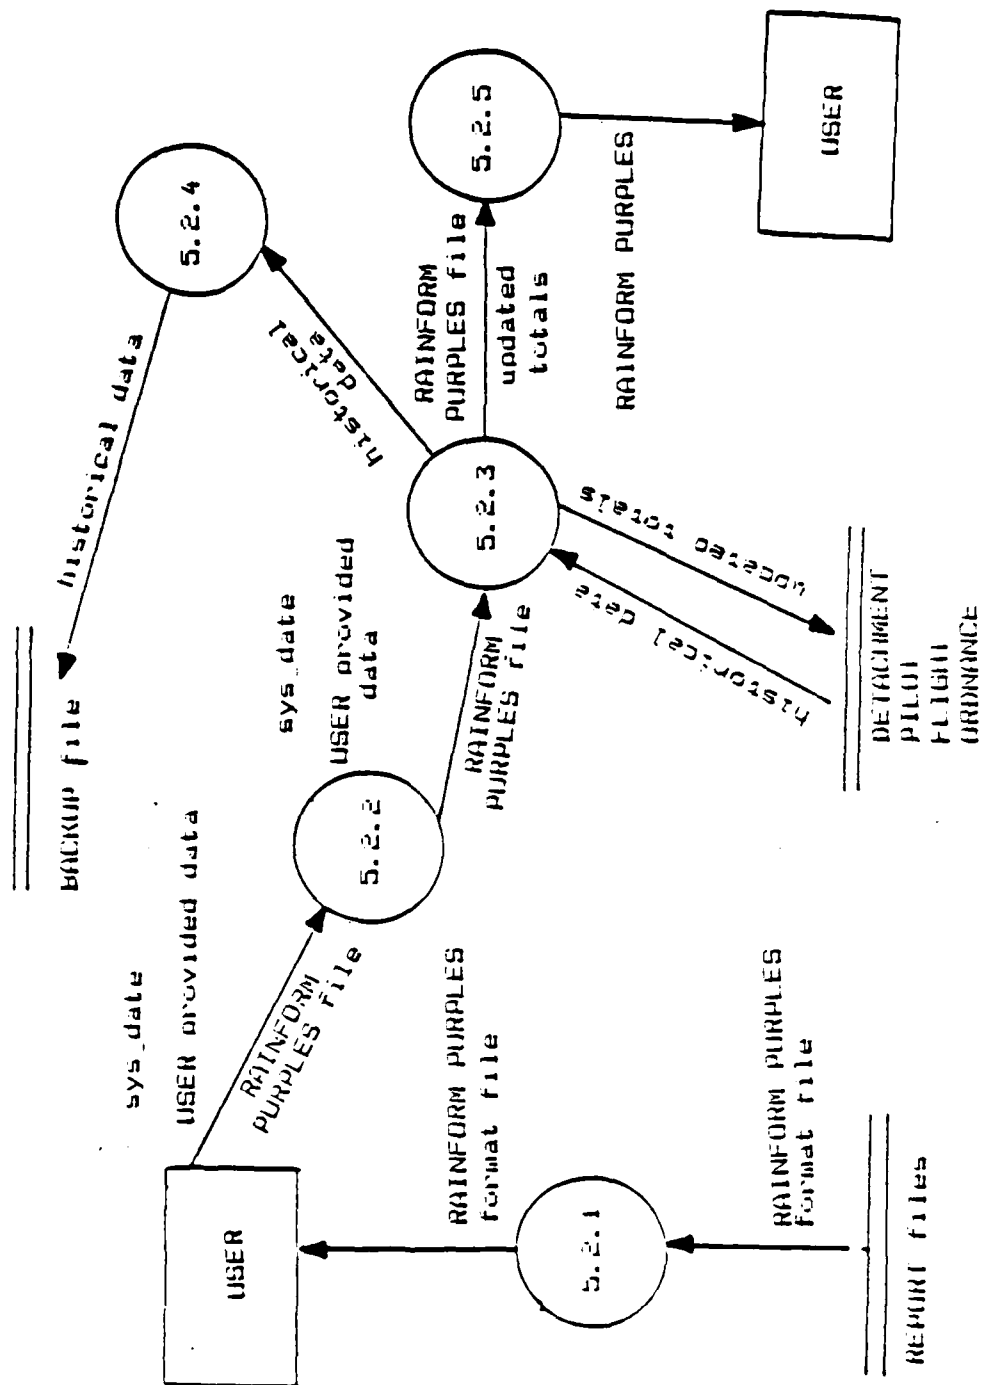 sys_date
USER provided data
BACKUP file
historical data
5.2.4
USER
RAINFORM
PURPLES file
sys_date
USER provided
data
historical
data
5.2.2
RAINFORM PURPLES
format file
RAINFORM
PURPLES file
5.2.3
RAINFORM
PURPLES file
updated
totals
5.2.5
5.2.1
RAINFORM PURPLES
format file
historical data
updated totals
RAINFORM PURPLES
REPORT files
DETACHMENT
PILOT
FLIGHT
ORDNANCE
USER